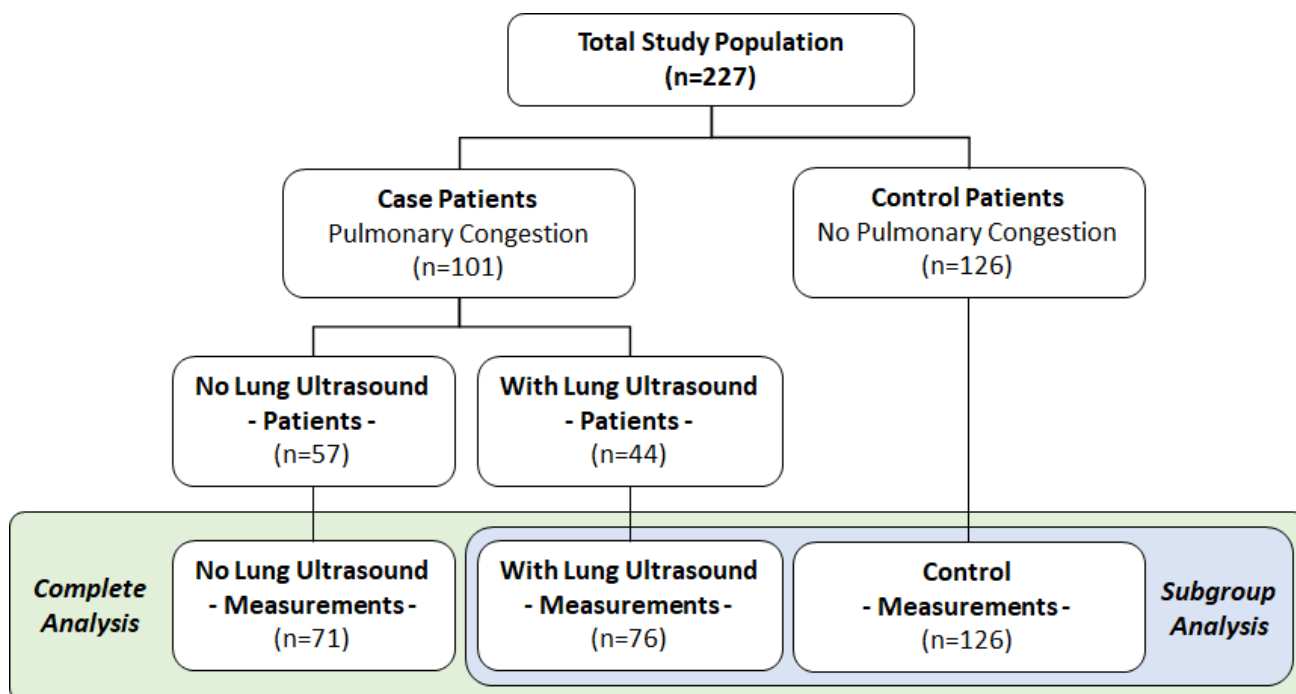 Total Study Population
(n=227)
Case Patients
Pulmonary Congestion
(n=101)
Control Patients
No Pulmonary Congestion
(n=126)
No Lung Ultrasound
- Patients -
(n=57)
With Lung Ultrasound
- Patients -
(n=44)
Complete
Analysis
No Lung Ultrasound
- Measurements -
(n=71)
With Lung Ultrasound
- Measurements -
(n=76)
Control
- Measurements -
(n=126)
Subgroup
Analysis